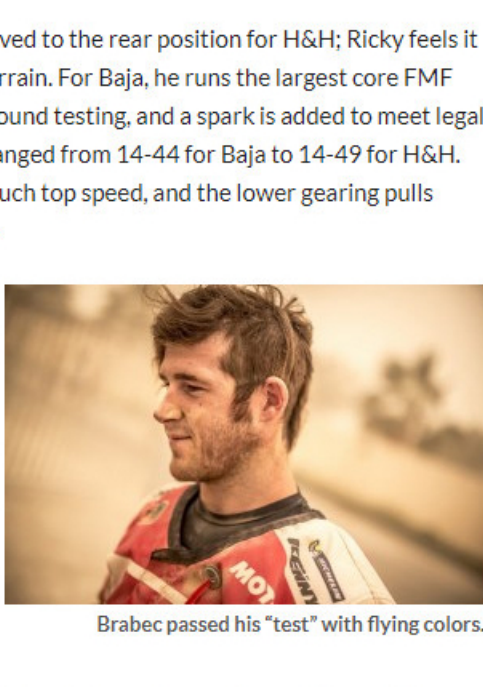 ved to the rear position for H&H; Ricky feels it
rrain. For Baja, he runs the largest core FMF
ound testing, and a spark is added to meet legal
anged from 14-44 for Baja to 14-49 for H&H.
uch top speed, and the lower gearing pulls
MOT
MICHELIN
Brabec passed his “test” with flying colors.